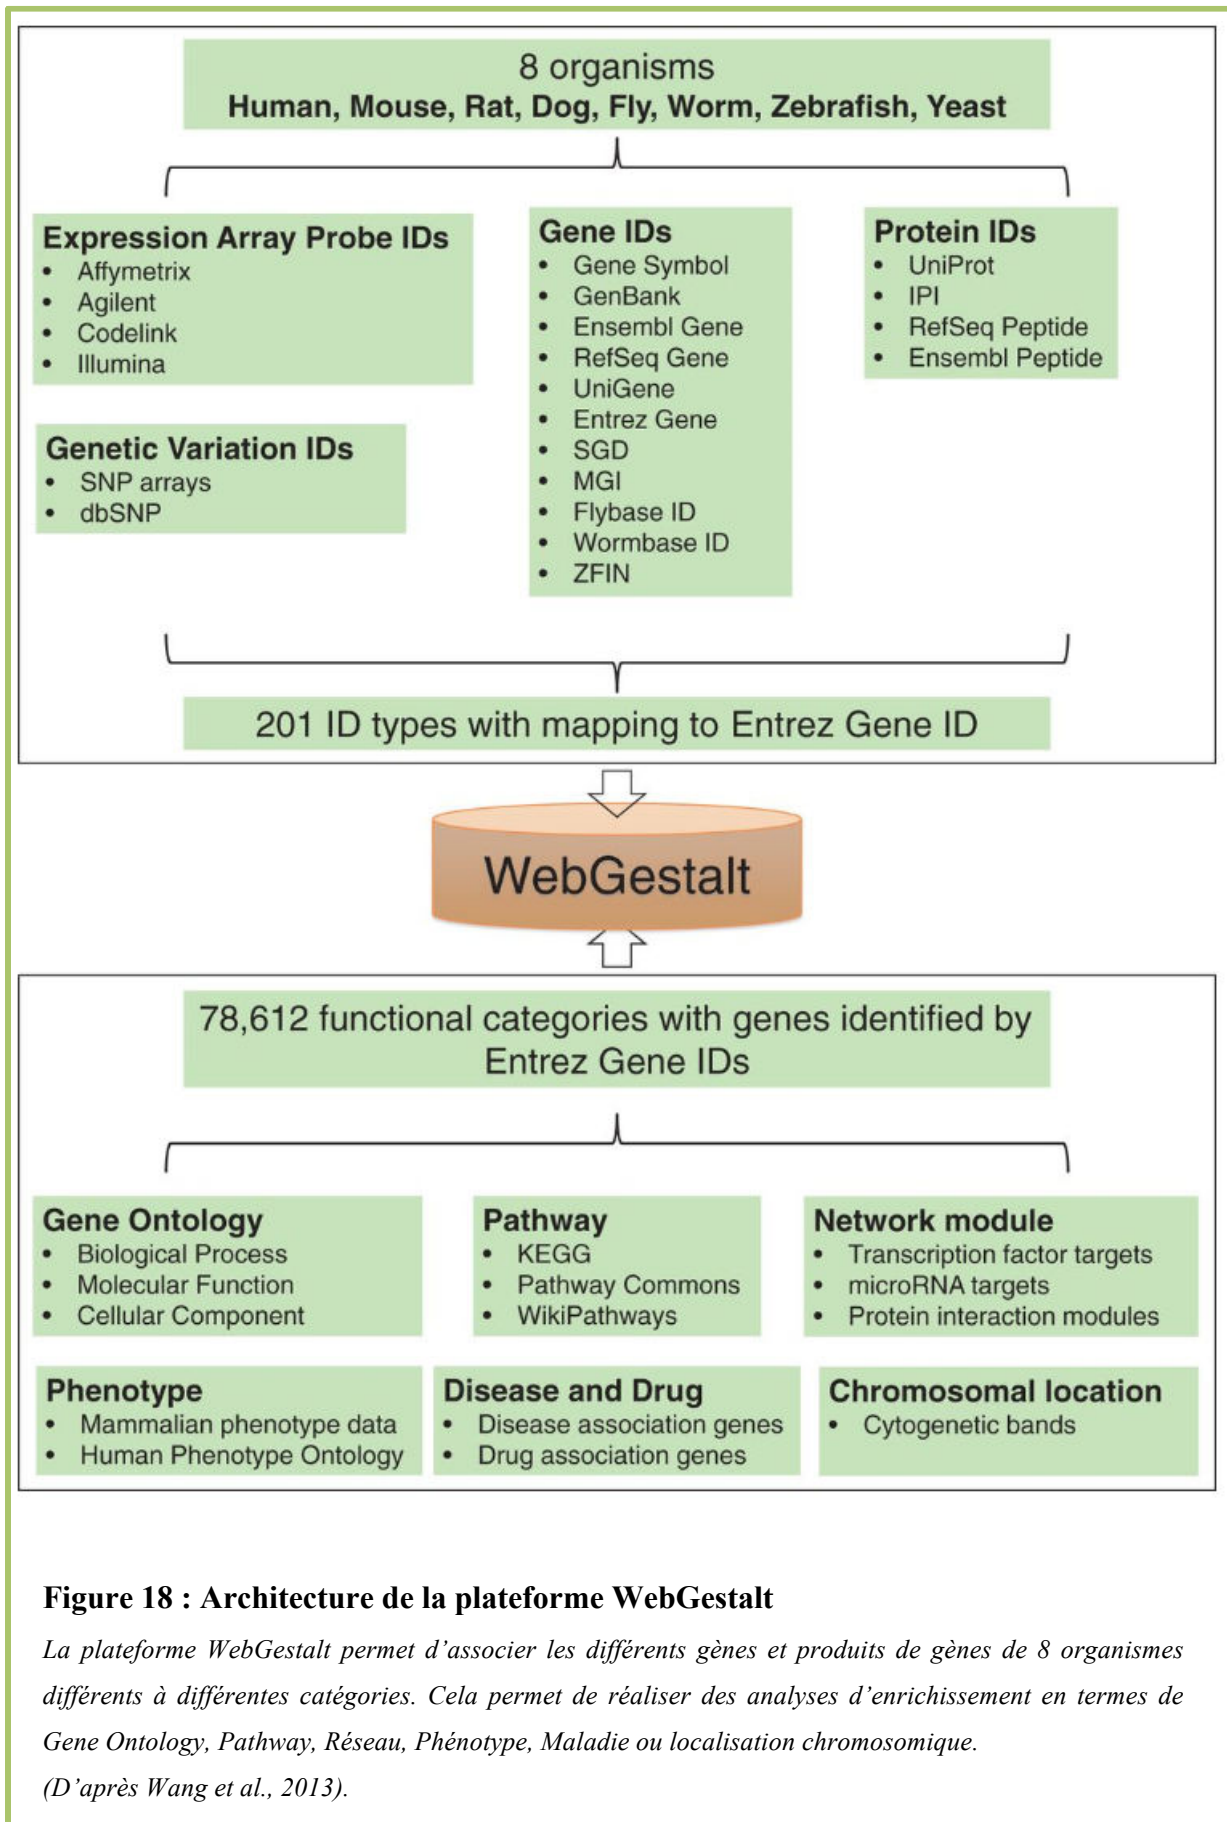 8 organisms
Human, Mouse, Rat, Dog, Fly, Worm, Zebrafish, Yeast
Expression Array Probe IDs
• Affymetrix
• Agilent
• Codelink
• Illumina
Genetic Variation IDs
• SNP arrays
• dbSNP
Gene IDs
• Gene Symbol
• GenBank
• Ensembl Gene
• RefSeq Gene
• UniGene
• Entrez Gene
• SGD
• MGI
• Flybase ID
• Wormbase ID
• ZFIN
Protein IDs
• UniProt
• IPI
• RefSeq Peptide
• Ensembl Peptide
201 ID types with mapping to Entrez Gene ID
WebGestalt
78,612 functional categories with genes identified by
Entrez Gene IDs
Gene Ontology
• Biological Process
• Molecular Function
• Cellular Component
Pathway
• KEGG
• Pathway Commons
• WikiPathways
Network module
• Transcription factor targets
• microRNA targets
• Protein interaction modules
Phenotype
• Mammalian phenotype data
• Human Phenotype Ontology
Disease and Drug
• Disease association genes
• Drug association genes
Chromosomal location
• Cytogenetic bands
Figure 18 : Architecture de la plateforme WebGestalt
La plateforme WebGestalt permet d’associer les différents gènes et produits de gènes de 8 organismes
différents à différentes catégories. Cela permet de réaliser des analyses d’enrichissement en termes de
Gene Ontology, Pathway, Réseau, Phénotype, Maladie ou localisation chromosomique.
(D’après Wang et al., 2013).